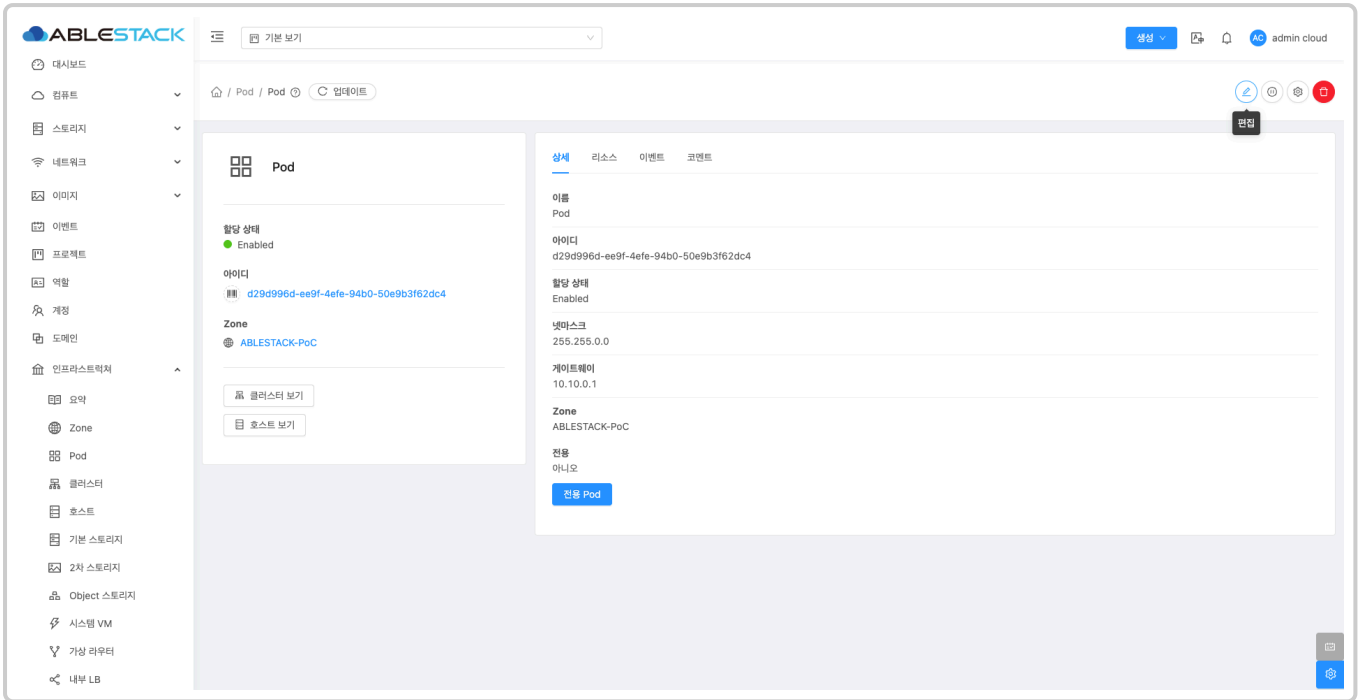 ABLESTACK
기본 보기
생성
AC
admin cloud
대시보드
컴퓨트
스토리지
네트워크
이미지
이벤트
프로젝트
역할
계정
도메인
인프라스트럭쳐
요약
Zone
Pod
클러스터
호스트
기본 스토리지
2차 스토리지
Object 스토리지
시스템 VM
가상 라우터
내부 LB
/ Pod / Pod
업데이트
편집
Pod
할당 상태
Enabled
아이디
d29d996d-ee9f-4efe-94b0-50e9b3f62dc4
Zone
ABLESTACK-PoC
클러스터 보기
호스트 보기
상세 리소스 이벤트 코멘트
이름
Pod
아이디
d29d996d-ee9f-4efe-94b0-50e9b3f62dc4
할당 상태
Enabled
넷마스크
255.255.0.0
게이트웨이
10.10.0.1
Zone
ABLESTACK-PoC
전용
아니오
전용 Pod